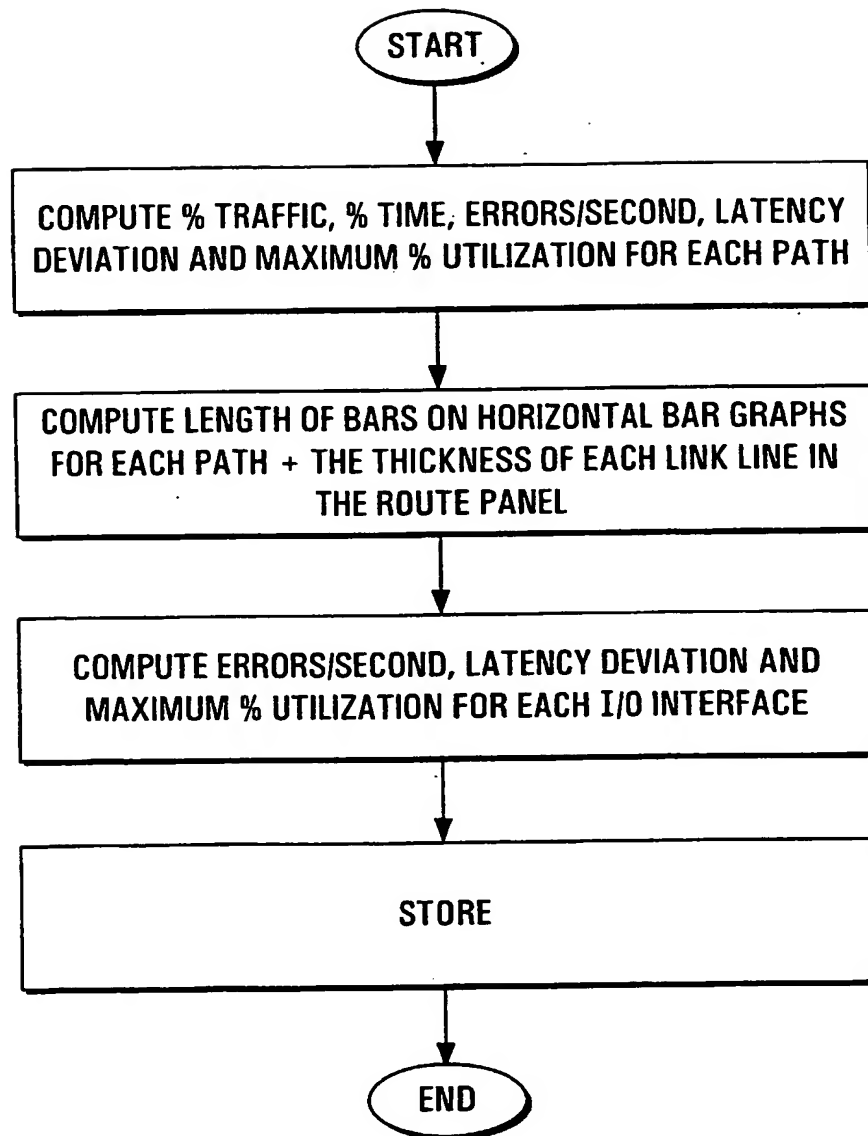 START
COMPUTE % TRAFFIC, % TIME, ERRORS/SECOND, LATENCY
DEVIATION AND MAXIMUM % UTILIZATION FOR EACH PATH
COMPUTE LENGTH OF BARS ON HORIZONTAL BAR GRAPHS
FOR EACH PATH + THE THICKNESS OF EACH LINK LINE IN
THE ROUTE PANEL
COMPUTE ERRORS/SECOND, LATENCY DEVIATION AND
MAXIMUM % UTILIZATION FOR EACH I/O INTERFACE
STORE
END